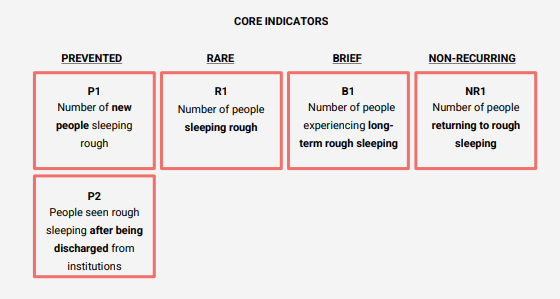 CORE INDICATORS
PREVENTED
RARE
BRIEF
NON-RECURRING
P1
Number of new
people sleeping
rough
R1
Number of people
sleeping rough
B1
Number of people
experiencing long-
term rough sleeping
NR1
Number of people
returning to rough
sleeping
P2
People seen rough
sleeping after being
discharged from
institutions